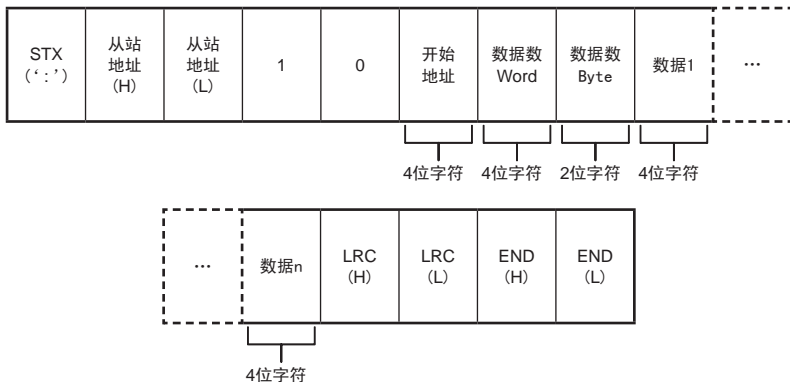 STX
(‘:’)
从站
地址
(H)
从站
地址
(L)
1
0
开始
地址
数据数
Word
数据数
Byte
数据1
…
4位字符
4位字符
2位字符
4位字符
…
数据n
LRC
(H)
LRC
(L)
END
(H)
END
(L)
4位字符